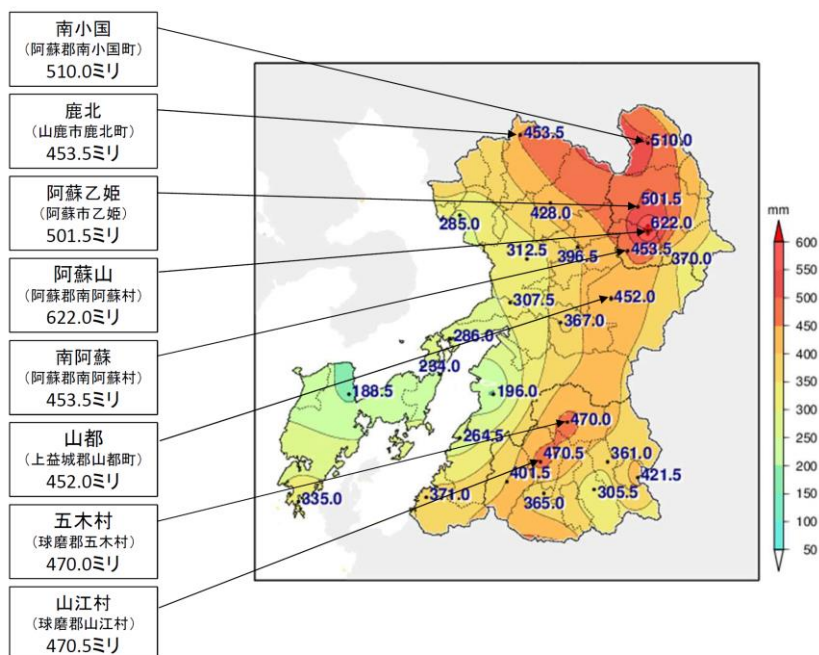 南小国
（阿蘇郡南小国町）
510.0ミリ
鹿北
（山鹿市鹿北町）
453.5ミリ
阿蘇乙姫
（阿蘇市乙姫）
501.5ミリ
阿蘇山
（阿蘇郡南阿蘇村）
622.0ミリ
南阿蘇
（阿蘇郡南阿蘇村）
453.5ミリ
山都
（上益城郡山都町）
452.0ミリ
五木村
（球磨郡五木村）
470.0ミリ
山江村
（球磨郡山江村）
470.5ミリ
453.5
510.0
501.5
428.0
285.0
622.0
312.5
396.5
453.5
370.0
307.5
452.0
367.0
286.0
234.0
188.5
196.0
470.0
264.5
470.5
361.0
401.5
421.5
335.0
371.0
365.0
305.5
mm
600
550
500
450
400
350
300
250
200
150
100
50